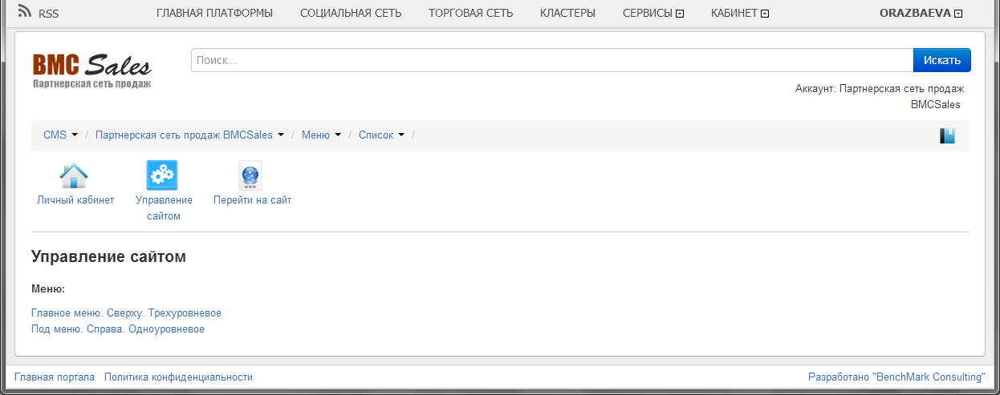 RSS ГЛАВНАЯ ПЛАТФОРМЫ СОЦИАЛЬНАЯ СЕТЬ ТОРГОВАЯ СЕТЬ КЛАСТЕРЫ СЕРВИСЫ КАБИНЕТ ORAZBAEVA
BMC Sales
Партнерская сеть продаж
Поиск... Искать
Аккаунт: Партнерская сеть продаж
BMCSales
CMS / Партнерская сеть продаж BMCSales / Меню / Список /
Личный кабинет
Управление
сайтом
www
Перейти на сайт
Управление сайтом
Меню:
Главное меню. Сверху. Трехуровневое
Под меню. Справа. Одноуровневое
Главная портала Политика конфиденциальности Разработано "BenchMark Consulting"